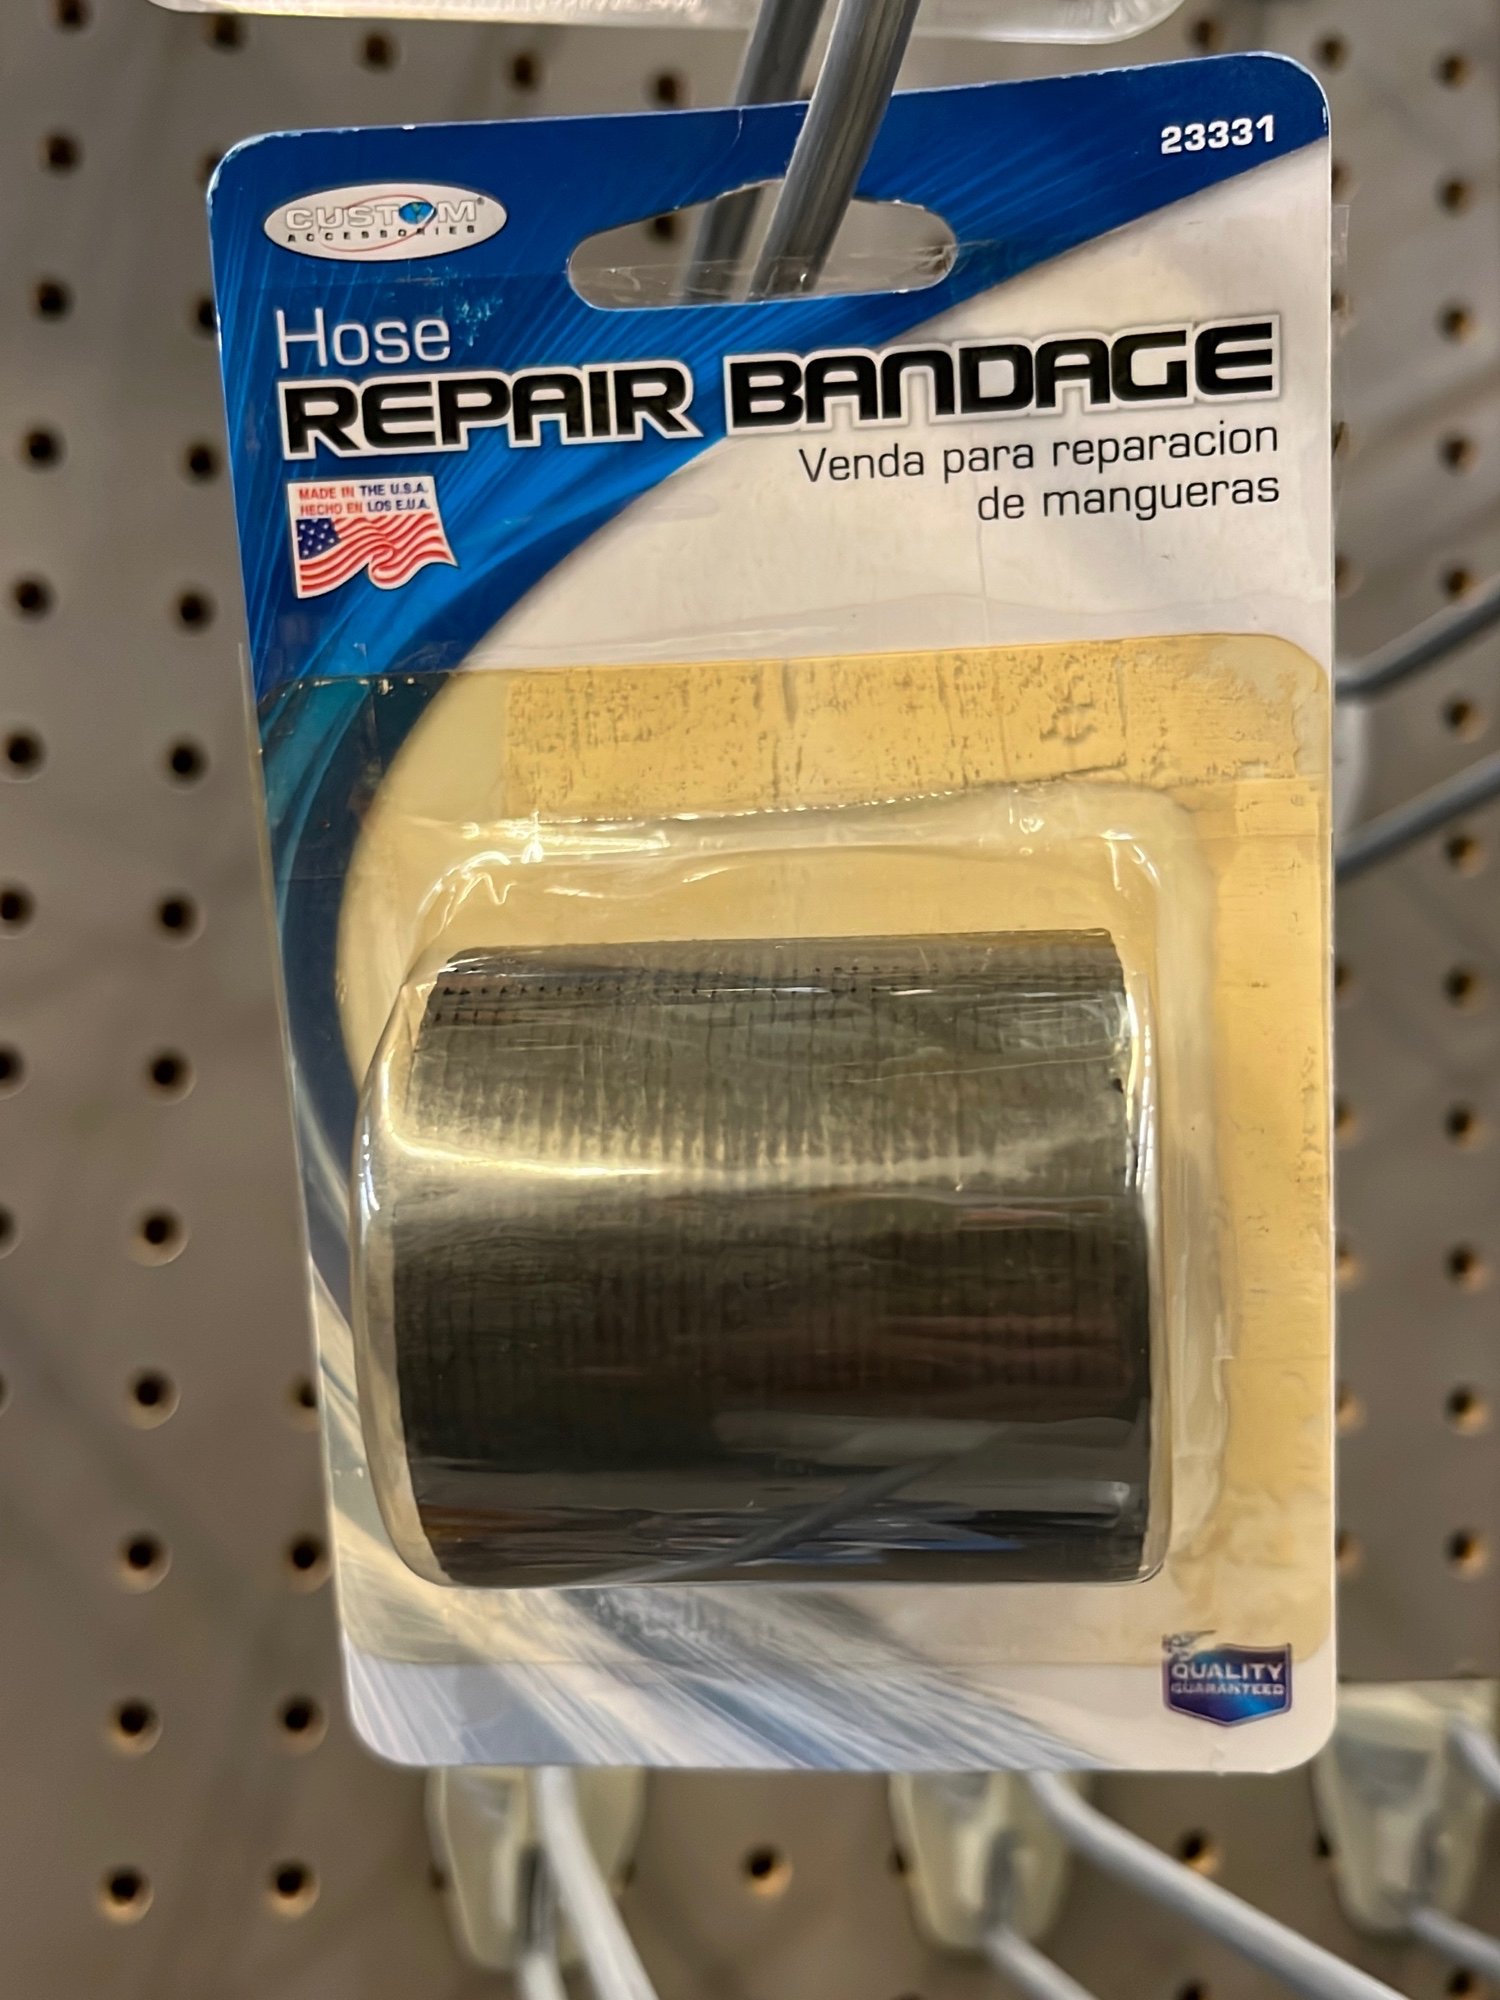 23331
CUSTOM®
ACCESSORIES
Hose
REPAIR BANDAGE
Venda para reparacion
de mangueras
MADE IN THE U.S.A.
HECHO EN LOS E.U.A.
QUALITY
GUARANTEED